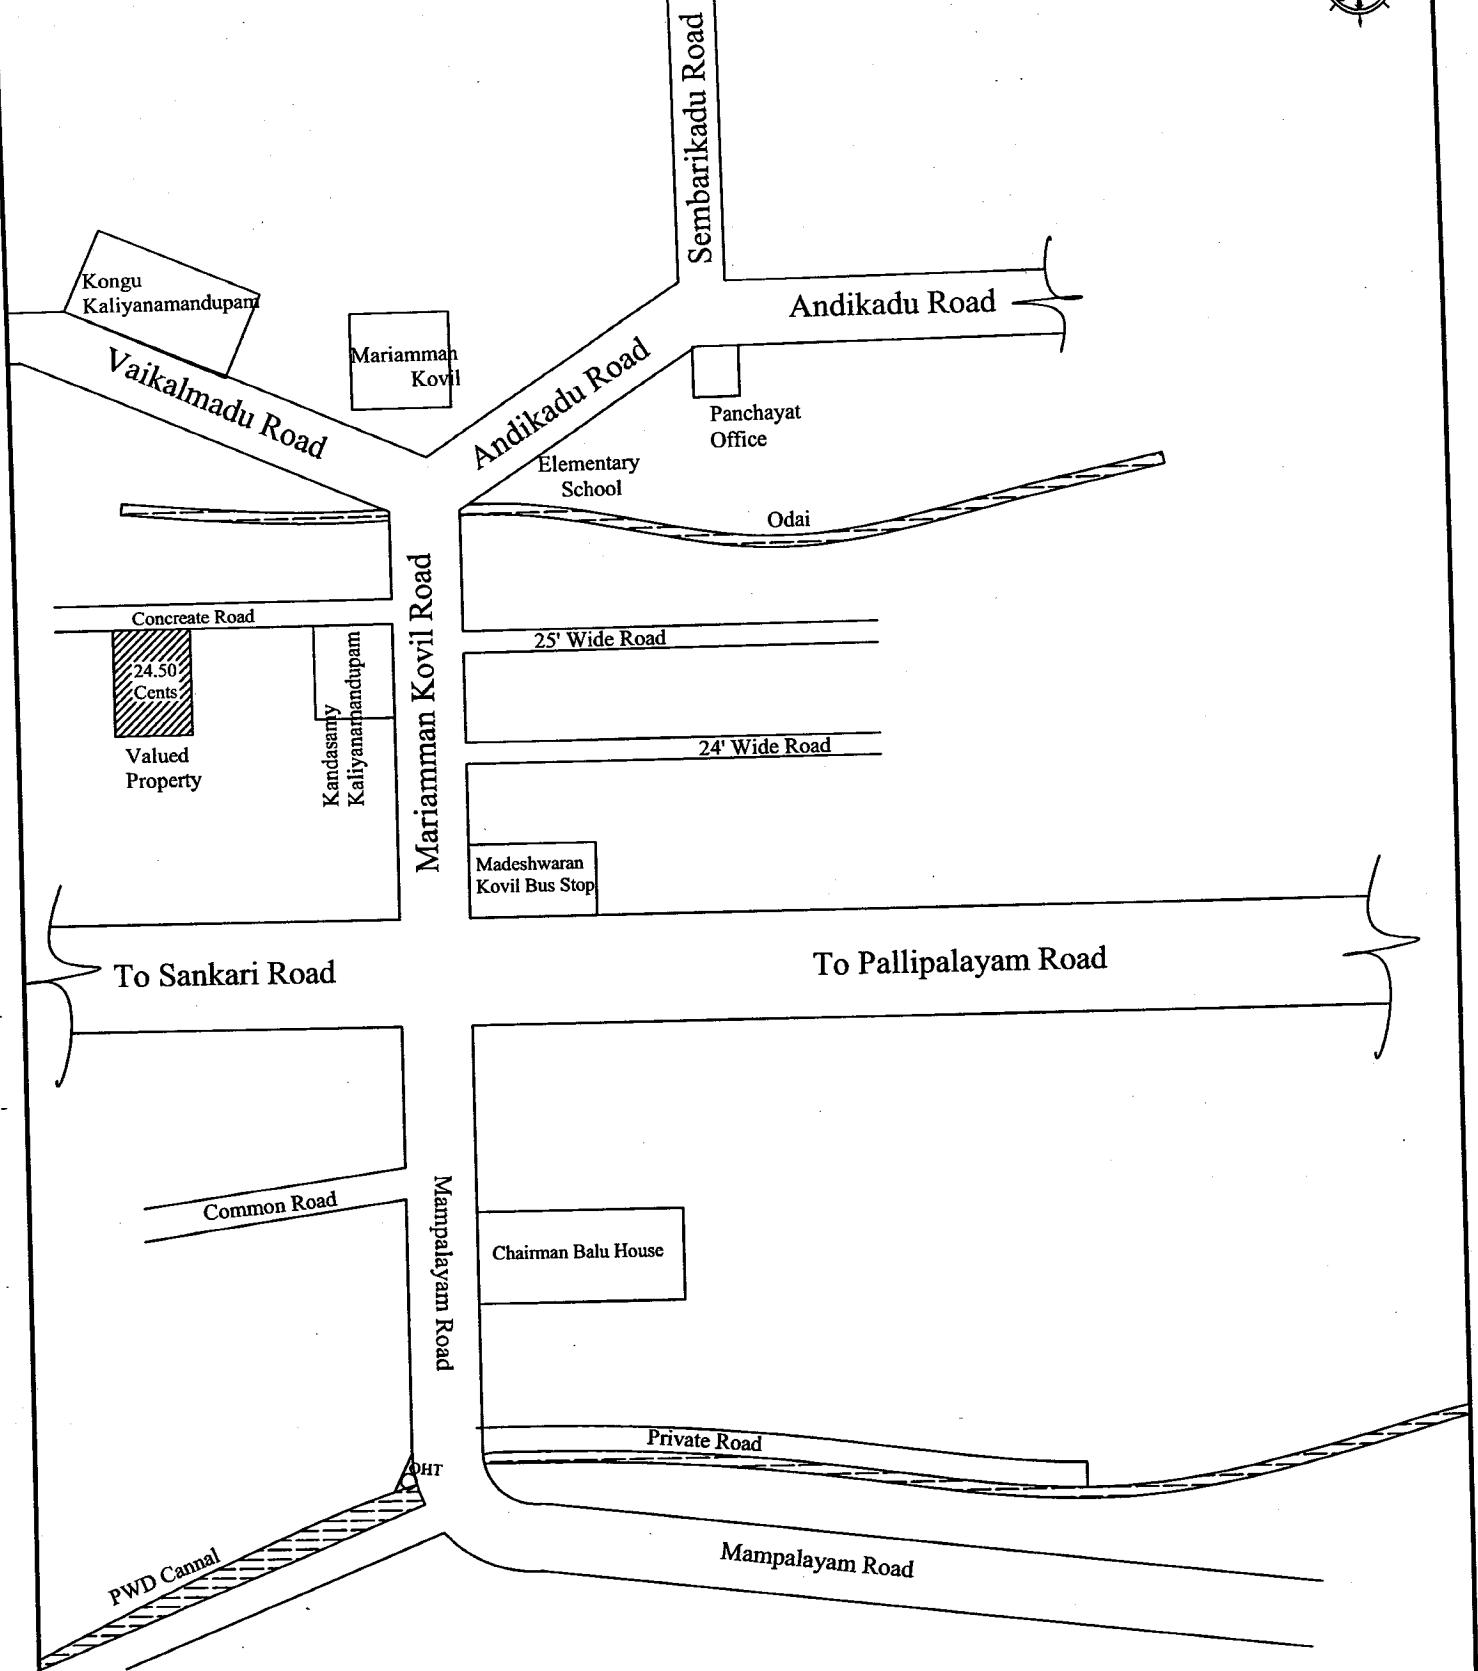 Sembarikadu Road
Kongu
Kaliyanamandupam
Andikadu Road
Mariamman
Kovil
Vaikalmadu Road
Andikadu Road
Panchayat
Office
Elementary
School
Odai
Concreate Road
25' Wide Road
24.50
Cents
Valued
Property
Kandasamy
Kaliyanamandupam
Mariamman Kovil Road
24' Wide Road
Madeshwaran
Kovil Bus Stop
To Sankari Road
To Pallipalayam Road
Common Road
Mampalayam Road
Chairman Balu House
Private Road
OHT
PWD Cannal
Mampalayam Road